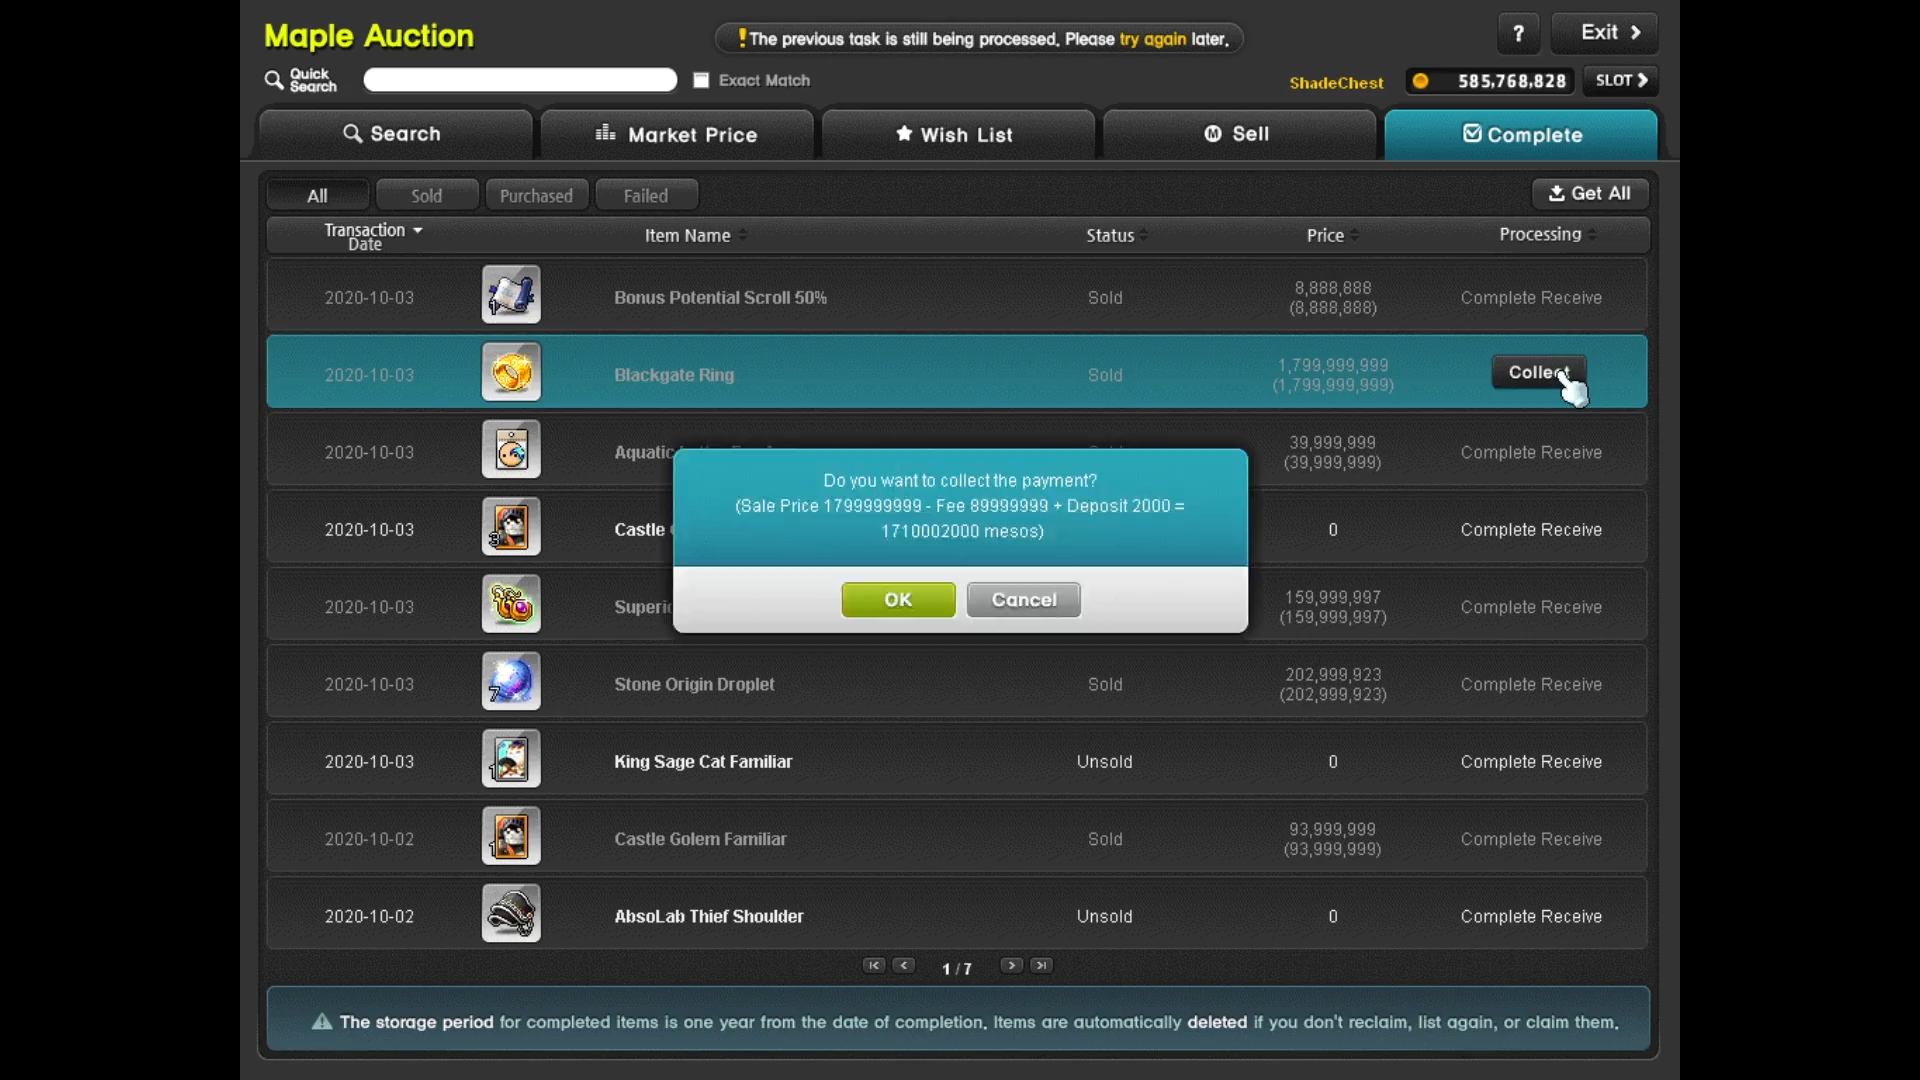 Maple Auction
!The previous task is still being processed. Please try again later.
?
Exit
Quick Search
Exact Match
ShadeChest
585,768,828
SLOT
Search
Market Price
Wish List
Sell
Complete
All
Sold
Purchased
Failed
Get All
Transaction Date
Item Name
Status
Price
Processing
2020-10-03
1
Bonus Potential Scroll 50%
Sold
8,888,888
(8,888,888)
Complete Receive
2020-10-03
Blackgate Ring
Sold
1,799,999,999
(1,799,999,999)
Collect
2020-10-03
Aquatic
39,999,999
(39,999,999)
Complete Receive
2020-10-03
3
Castle
0
Complete Receive
2020-10-03
159,999,997
(159,999,997)
Complete Receive
Do you want to collect the payment?
(Sale Price 1799999999 - Fee 89999999 + Deposit 2000 =
1710002000 mesos)
OK
Cancel
2020-10-03
7
Stone Origin Droplet
Sold
202,999,923
(202,999,923)
Complete Receive
2020-10-03
1
King Sage Cat Familiar
Unsold
0
Complete Receive
2020-10-02
1
Castle Golem Familiar
Sold
93,999,999
(93,999,999)
Complete Receive
2020-10-02
AbsoLab Thief Shoulder
Unsold
0
Complete Receive
1 / 7
The storage period for completed items is one year from the date of completion. Items are automatically deleted if you don't reclaim, list again, or claim them.